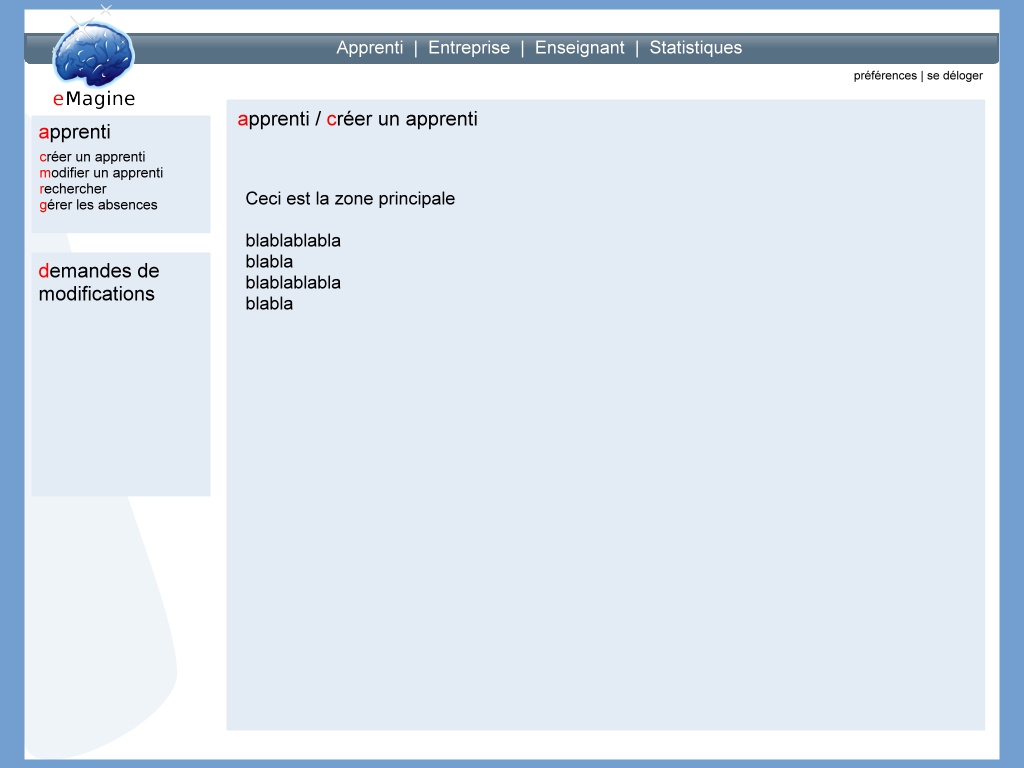 Apprenti | Entreprise | Enseignant | Statistiques
préférences | se déloger
eMagine
apprenti
créer un apprenti
modifier un apprenti
rechercher
gérer les absences
demandes de
modifications
apprenti / créer un apprenti
Ceci est la zone principale
blablablabla
blabla
blablablabla
blabla